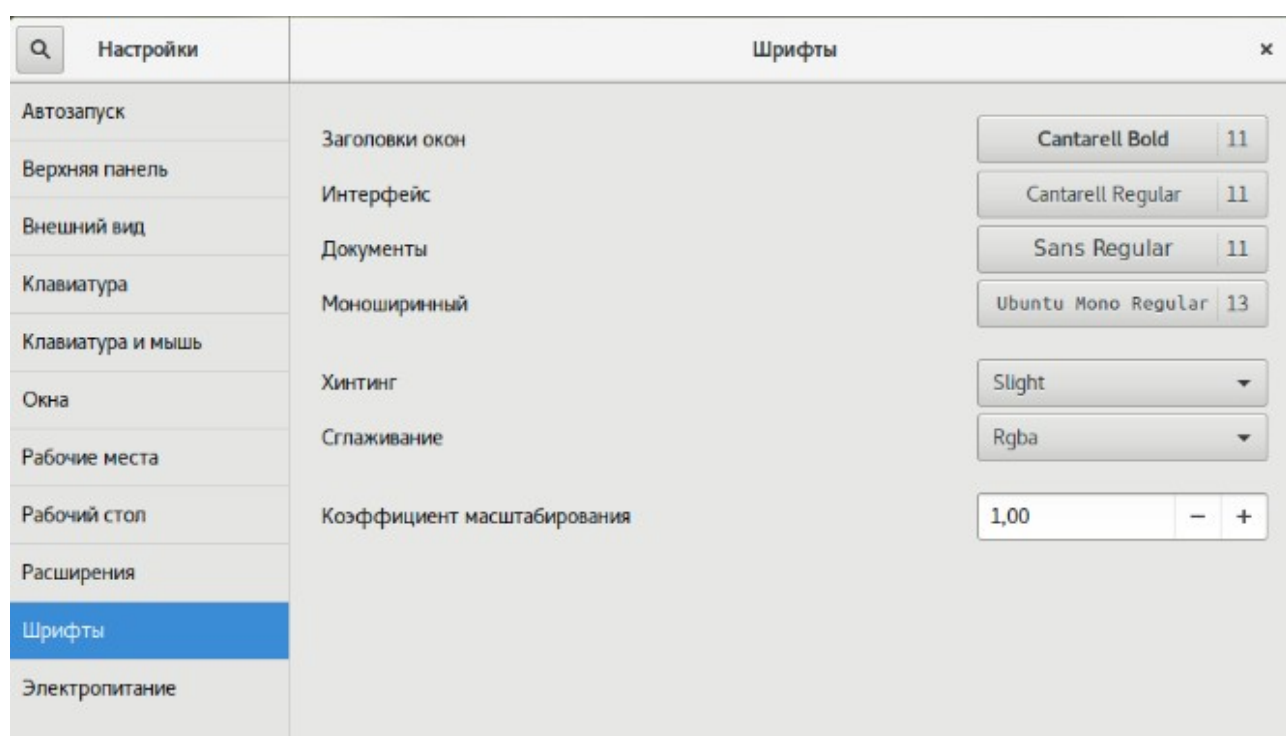 Настройки
Шрифты
Автозапуск
Верхняя панель
Внешний вид
Клавиатура
Клавиатура и мышь
Окна
Рабочие места
Рабочий стол
Расширения
Шрифты
Электропитание
Заголовки окон Cantarell Bold 11
Интерфейс Cantarell Regular 11
Документы Sans Regular 11
Моноширинный Ubuntu Mono Regular 13
Хинтинг Slight
Сглаживание Rgba
Коэффициент масштабирования 1,00 − +